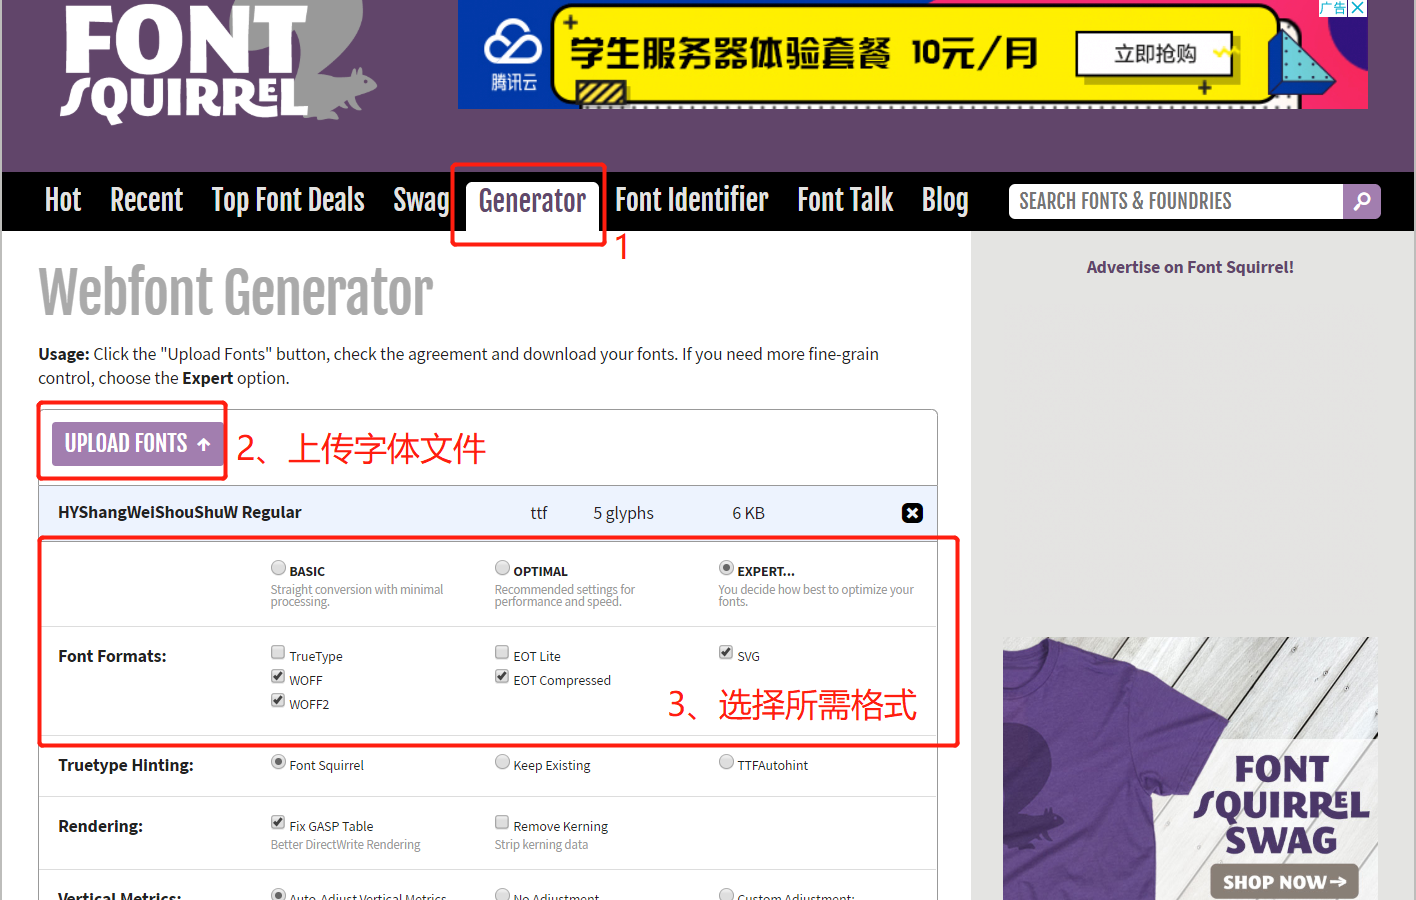 FONT
SQUIRREL
广告
腾讯云
学生服务器体验套餐 10元/月
立即抢购
Hot Recent Top Font Deals Swag Generator Font Identifier Font Talk Blog
SEARCH FONTS & FOUNDRIES
1
Advertise on Font Squirrel!
Webfont Generator
Usage: Click the "Upload Fonts" button, check the agreement and download your fonts. If you need more fine-grain
control, choose the Expert option.
UPLOAD FONTS
2、上传字体文件
HYShangWeiShouShuW Regular ttf 5 glyphs 6 KB
BASIC
Straight conversion with minimal
processing.
OPTIMAL
Recommended settings for
performance and speed.
EXPERT...
You decide how best to optimize your
fonts.
Font Formats:
TrueType
WOFF
WOFF2
EOT Lite
EOT Compressed
SVG
3、选择所需格式
Truetype Hinting: Font Squirrel Keep Existing TTFAutohint
Rendering:
Fix GASP Table
Better DirectWrite Rendering
Remove Kerning
Strip kerning data
Vertical Metrics: Auto-Adjust Vertical Metrics No Adjustment Custom Adjustment:
FONT
SQUIRREL
SWAG
SHOP NOW